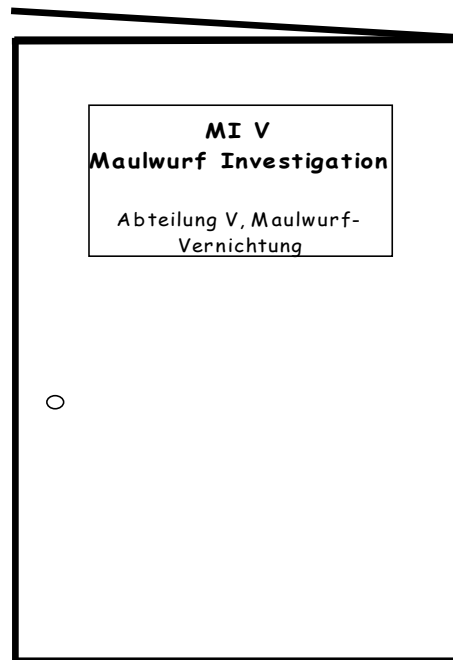 MI V
Maulwurf Investigation
Abteilung V, Maulwurf-
Vernichtung